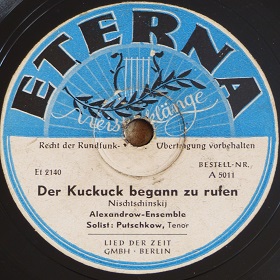 ETERNA
Recht der Rundfunk- Übertragung vorbehalten
Et 2140
BESTELL-NR.
A 5011
Der Kuckuck begann zu rufen
Nischtschinskij
Alexandrow-Ensemble
Solist: Putschkow, Tenor
LIED DER ZEIT
GMBH · BERLIN